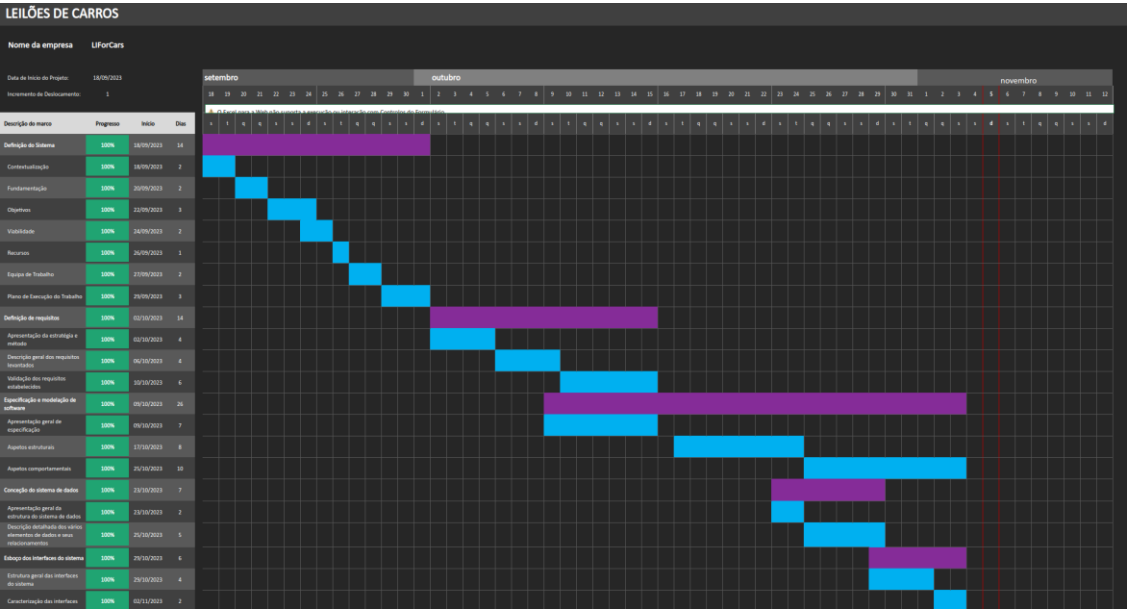 LEILÕES DE CARROS
Nome da empresa LIForCars
Data de Início do Projeto: 18/09/2023
Incremento de Deslocamento: 1
setembro outubro novembro
18 19 20 21 22 23 24 25 26 27 28 29 30 1 2 3 4 5 6 7 8 9 10 11 12 13 14 15 16 17 18 19 20 21 22 23 24 25 26 27 28 29 30 31 1 2 3 4 5 6 7 8 9 10 11 12
O Excel para a Web não suporta a execução ou interação com Controlos de Formulário
Descrição do marco Progresso Início Dias s t q q s s d s t q q s s d s t q q s s d s t q q s s d s t q q s s d s t q q s s d s t q q s s d s t q q s s d
Definição do Sistema 100% 18/09/2023 14
Contextualização 100% 18/09/2023 2
Fundamentação 100% 20/09/2023 2
Objetivos 100% 22/09/2023 3
Viabilidade 100% 24/09/2023 2
Recursos 100% 26/09/2023 1
Equipa de Trabalho 100% 27/09/2023 2
Plano de Execução do Trabalho 100% 29/09/2023 3
Definição de requisitos 100% 02/10/2023 14
Apresentação da estratégia e
método 100% 02/10/2023 4
Descrição geral dos requisitos
levantados 100% 06/10/2023 4
Validação dos requisitos
estabelecidos 100% 10/10/2023 6
Especificação e modelação de
software 100% 09/10/2023 26
Apresentação geral de
especificação 100% 09/10/2023 7
Aspetos estruturais 100% 17/10/2023 8
Aspetos comportamentais 100% 25/10/2023 10
Conceção do sistema de dados 100% 23/10/2023 7
Apresentação geral da
estrutura do sistema de dados 100% 23/10/2023 2
Descrição detalhada dos vários
elementos de dados e seus
relacionamentos 100% 25/10/2023 5
Esboço dos interfaces do sistema 100% 29/10/2023 6
Estrutura geral das interfaces
do sistema 100% 29/10/2023 4
Caracterização das interfaces 100% 02/11/2023 2